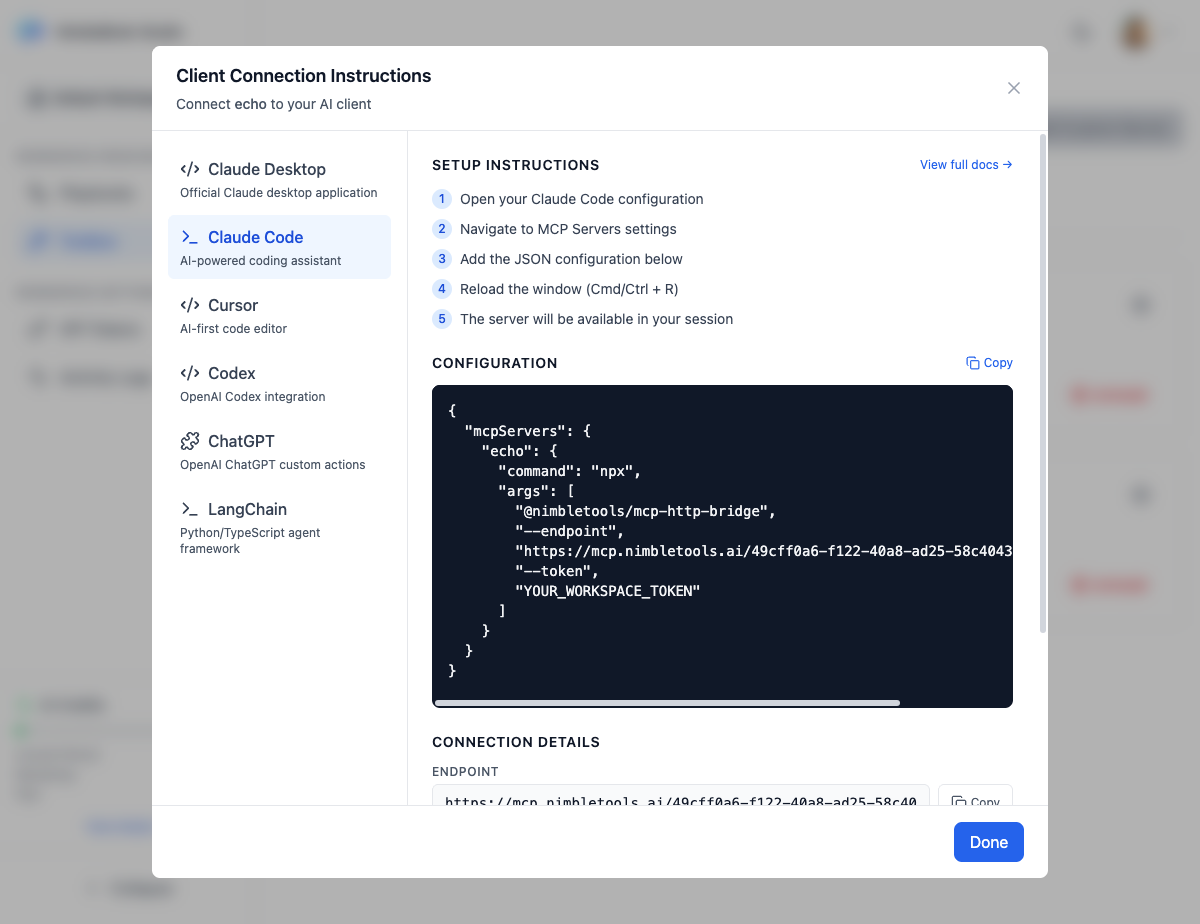 Client Connection Instructions
Connect echo to your AI client
Claude Desktop
Official Claude desktop application
Claude Code
AI-powered coding assistant
Cursor
AI-first code editor
Codex
OpenAI Codex integration
ChatGPT
OpenAI ChatGPT custom actions
LangChain
Python/TypeScript agent
framework
SETUP INSTRUCTIONS
View full docs →
1 Open your Claude Code configuration
2 Navigate to MCP Servers settings
3 Add the JSON configuration below
4 Reload the window (Cmd/Ctrl + R)
5 The server will be available in your session
CONFIGURATION
Copy
{
"mcpServers": {
"echo": {
"command": "npx",
"args": [
"@nimbletools/mcp-http-bridge",
"--endpoint",
"https://mcp.nimbletools.ai/49cff0a6-f122-40a8-ad25-58c4043
"--token",
"YOUR_WORKSPACE_TOKEN"
]
}
}
}
CONNECTION DETAILS
ENDPOINT
https://mcp.nimbletools.ai/49cff0a6-f122-40a8-ad25-58c40
Copy
Done